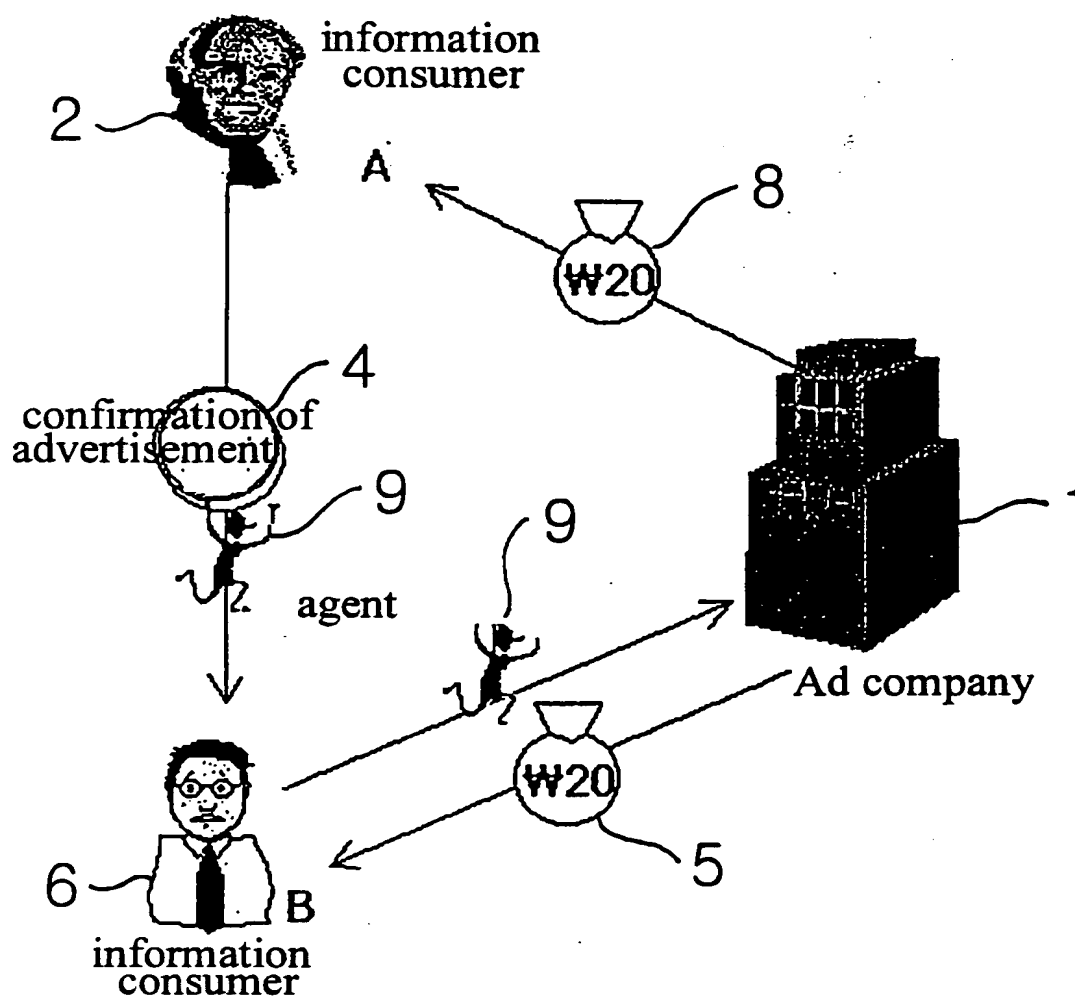 information
consumer
2
A
8
₩20
4
confirmation of
advertisement
9
9
1
agent
Ad company
₩20
5
6
B
information
consumer